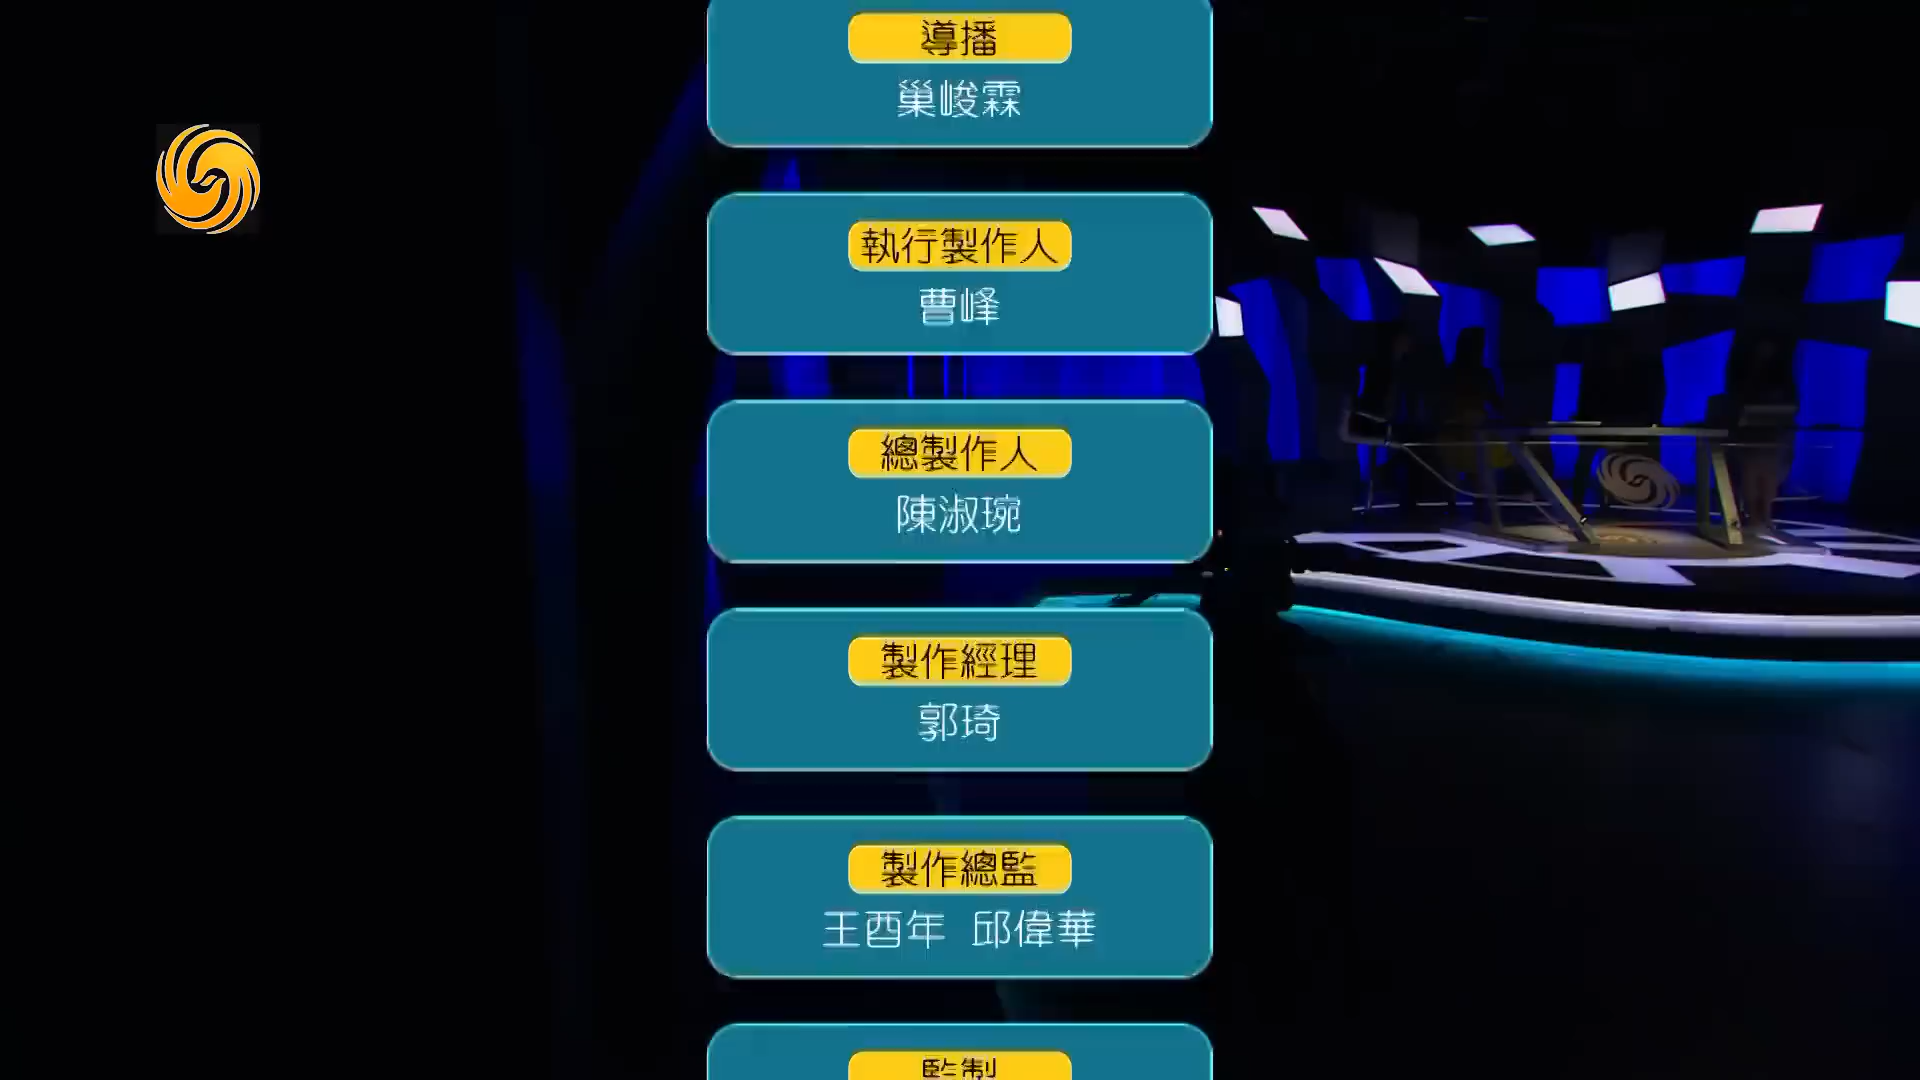 導播
巢峻霖
執行製作人
曹峰
總製作人
陳淑琬
製作經理
郭琦
製作總監
王酉年 邱偉華
監制